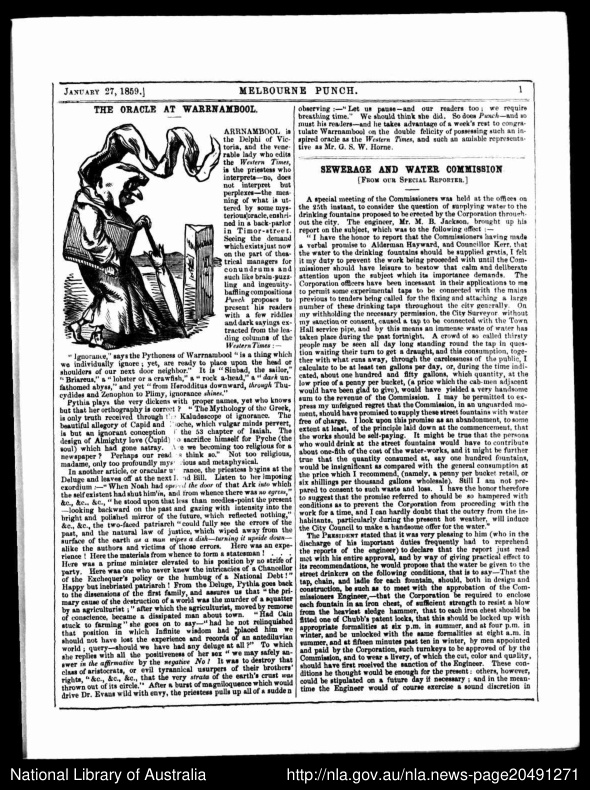 JANUARY 27, 1859.]
MELBOURNE PUNCH.
1
THE ORACLE AT WARRNAMBOOL.
WARRNAMBOOL is
the Delphi of Vic-
toria, and the vene-
rable lady who edits
the Western Times,
is the priestess who
interprets—no, does
not interpret but
perplexes—the mea-
ning of what is ut-
tered by some mys-
terious oracle, enshri-
ned in a back-parlor
in Timor-street.
Seeing the demand
which exists just now
on the part of thea-
trical managers for
conundrums and
such like brain-puzz-
ling and ingenuity-
baffling compositions
Punch proposes to
present his readers
with a few riddles
and dark sayings ex-
tracted from the lea-
ding columns of the
Western Times:—
"Ignorance," says the Pythoness of Warrnambool "is a thing which
we individually ignore; yet, are ready to place upon the head or
shoulders of our next door neighbor." It is "Sinbad, the sailor,"
"Briareus," a "lobster or a crawfish," a "rock a-head," a "dark un-
fathomed abyss," and yet "from Heroditus downward, through Thu-
cydides and Zenophon to Plimy, ignorance shines."
Pythia plays the very dickens with proper names, yet who knows
but that her orthography is correct? "The Mythology of the Greek,
is only truth received through the Kaludescope of ignorance. The
beautiful allegory of Cupid and Psoche, which vulgar minds pervert,
is but an ignorant conception of the 53 chapter of Isaiah. The
design of Almighty love (Cupid) to sacrifice himself for Pyche (the
soul) which had gone astray. Are we becoming too religious for a
newspaper? Perhaps our readers think so." Not too religious,
madame, only too profoundly mysterious and metaphysical.
In another article, or oracular utterance, the priestess begins at the
Deluge and leaves off at the next Land Bill. Listen to her imposing
exordium:—"When Noah had opened the door of that Ark into which
the self existent had shut him in, and from whence there was no egress,"
&c., &c., &c., "he stood upon that less than needles-point the present
—looking backward on the past and gazing with intensity into the
bright and polished mirror of the future, which reflected nothing,"
&c., &c., the two-faced patriarch "could fully see the errors of the
past, and the natural law of justice, which wiped away from the
surface of the earth as a man wipes a dish—turning it upside down—
alike the authors and victims of those errors. Here was an expe-
rience! Here the materials from whence to form a statesman! . . . .
Here was a prime minister elevated to his position by no strife of
party. Here was one who never knew the intricacies of a Chancellor
of the Exchequer's policy or the humbug of a National Debt!"
Happy but inebriated patriarch! From the Deluge, Pythia goes back
to the dissensions of the first family, and assures us that "the pri-
mary cause of the destruction of a world was the murder of a squatter
by an agriculturist;" after which the agriculturist, moved by remorse
of conscience, became a dissipated man about town. "Had Cain
stuck to farming" she goes on to say—"had he not relinquished
that position in which Infinite wisdom had placed him we
should not have lost the experience and records of an antediluvian
world; query—should we have had any deluge at all?" To which
she replies with all the positiveness of her sex "we may safely an-
swer in the affirmative by the negative No! It was to destroy that
class of aristocrats, or evil tyrannical usurpers of their brothers'
rights," &c., &c., &c., that the very strata of the earth's crust was
thrown out of its circle." After a burst of magniloquence which would
drive Dr. Evans wild with envy, the priestess pulls up all of a sudden
observing:—"Let us pause—and our readers too; we require
breathing time." We should think she did. So does Punch—and so
must his readers—and he takes advantage of a week's rest to congra-
tulate Warrnambool on the double felicity of possessing such an in-
spired oracle as the Western Times, and such an amiable representa-
tive as Mr. G. S. W. Horne.
SEWERAGE AND WATER COMMISSION
[FROM OUR SPECIAL REPORTER.]
A special meeting of the Commissioners was held at the offices on
the 25th instant, to consider the question of supplying water to the
drinking fountains proposed to be erected by the Corporation through-
out the city. The engineer, Mr. M. B. Jackson, brought up his
report on the subject, which was to the following effect:—
"I have the honor to report that the Commissioners having made
a verbal promise to Alderman Hayward, and Councillor Kerr, that
the water to the drinking fountains should be supplied gratis, I felt
it my duty to prevent the work being proceeded with until the Com-
missioner should have leisure to bestow that calm and deliberate
attention upon the subject which its importance demands. The
Corporation officers have been incessant in their applications to me
to permit some experimental taps to be connected with the mains
previous to tenders being called for the fixing and attaching a large
number of these drinking taps throughout the city generally. On
my withholding the necessary permission, the City Surveyor without
my sanction or consent, caused a tap to be connected with the Town
Hall service pipe, and by this means an immense waste of water has
taken place during the past fortnight. A crowd of so called thirsty
people may be seen all day long standing round the tap in ques-
tion waiting their turn to get a draught, and this consumption, toge-
ther with what runs away, through the carelessness of the public, I
calculate to be at least ten gallons per day, or, during the time indi-
cated, about one hundred and fifty gallons, which quantity, at the
low price of a penny per bucket, (a price which the cab-men adjacent
would have been glad to give), would have yielded a very handsome
sum to the revenue of the Commission. I may be permitted to ex-
press my unfeigned regret that the Commission, in an unguarded mo-
ment, should have promised to supply these street fountains with water
free of charge. I look upon this promise as an abandonment, to some
extent at least, of the principle laid down at the commencement, that
the works should be self-paying. It might be true that the persons
who would drink at the street fountains would have to contribute
about one-fifth of the cost of the water-works, and it might be further
true that the quantity consumed at, say one hundred fountains,
would be insignificant as compared with the general consumption at
the price which I recommend, (namely, a penny per bucket retail, or
six shillings per thousand gallons wholesale). Still I am not pre-
pared to consent to such waste and loss. I have the honor therefore
to suggest that the promise referred to should be so hampered with
conditions as to prevent the Corporation from proceeding with the
work for a time, and I can hardly doubt that the outcry from the in-
habitants, particularly during the present hot weather, will induce
the City Council to make a handsome offer for the water."
The PRESIDENT stated that it was very pleasing to him (who in the
discharge of his important duties frequently had to reprehend
the reports of the engineer) to declare that the report just read
met with his entire approval, and by way of giving practical effect to
its recommendations, he would propose that the water be given to the
street drinkers on the following conditions, that is to say—That the
tap, chain, and ladle for each fountain, should, both in design and
construction, be such as to meet with the approbation of the Com-
missioners Engineer,—that the Corporation be required to enclose
each fountain in an iron chest, of sufficient strength to resist a blow
from the heaviest sledge hammer, that to each iron chest should be
fitted one of Chubb's patent locks, that this should be locked up with
appropriate formalities at six p.m. in summer, and at four p.m. in
winter, and be unlocked with the same formalities at eight a.m. in
summer, and at fifteen minutes past ten in winter, by men appointed
and paid by the Corporation, such turnkeys to be approved of by the
Commission, and to wear a livery, of which the cut, color and quality,
should have first received the sanction of the Engineer. These con-
ditions he thought would be enough for the present: others, however,
could be stipulated on a future day if necessary; and in the mean-
time the Engineer would of course exercise a sound discretion in
National Library of Australia
http://nla.gov.au/nla.news-page20491271